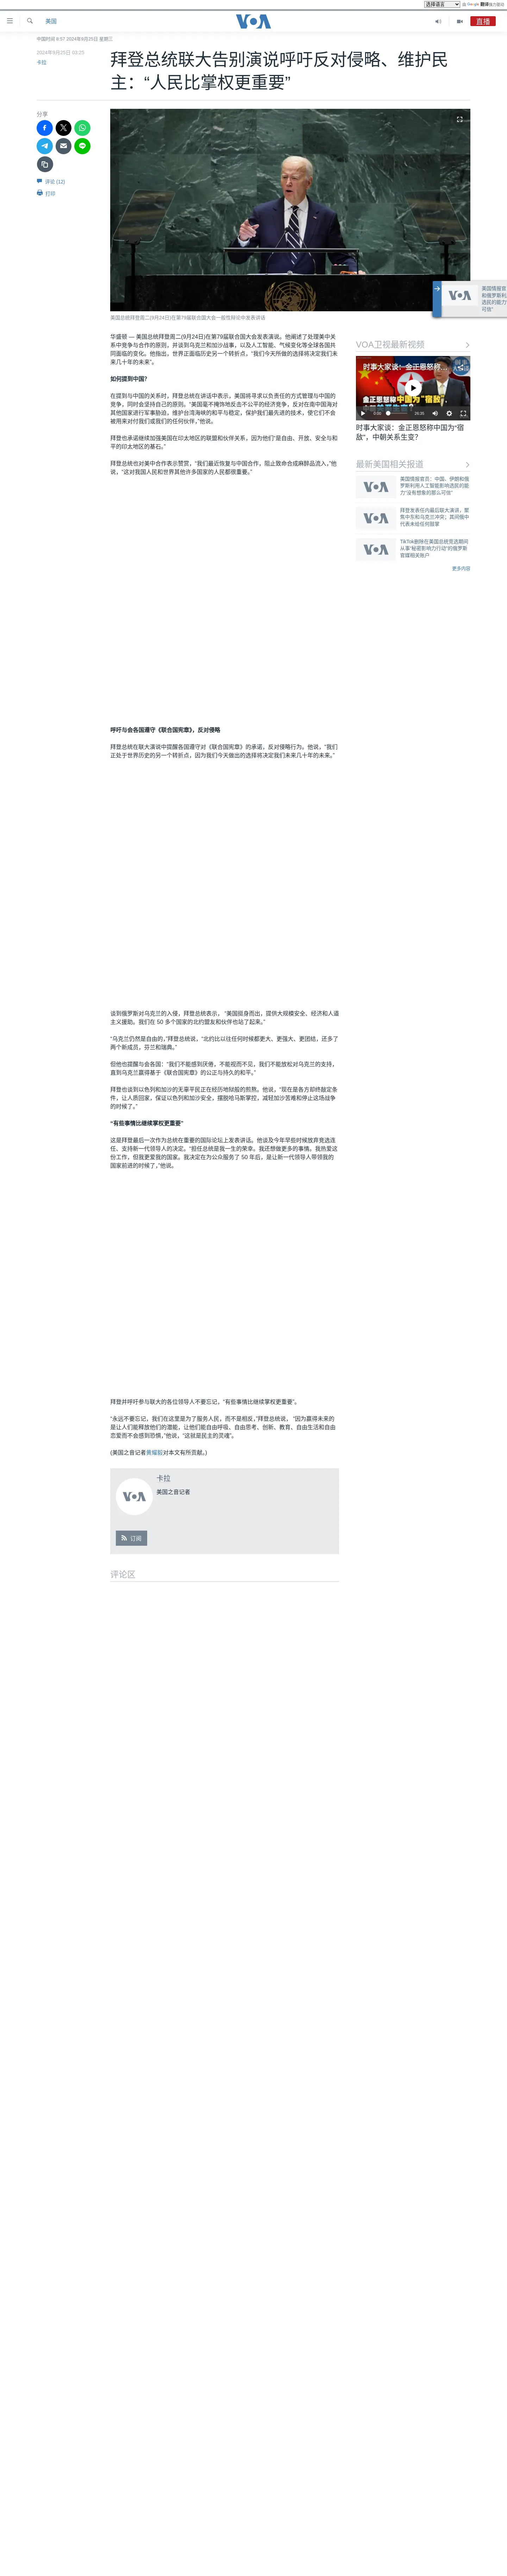 选择语言 由 Google 翻译强力驱动
美国
VOA
直播
中国时间 8:57 2024年9月25日 星期三
2024年9月25日 03:25
卡拉
拜登总统联大告别演说呼吁反对侵略、维护民
主：“人民比掌权更重要”
分享
评论 (12)
打印
美国总统拜登周二(9月24日)在第79届联合国大会一般性辩论中发表讲话
华盛顿 — 美国总统拜登周二(9月24日)在第79届联合国大会发表演说。他阐述了处理美中关
系中竞争与合作的原则，并谈到乌克兰和加沙战事，以及人工智能、气候变化等全球各国共
同面临的变化。他指出，世界正面临历史另一个转折点，“我们今天所做的选择将决定我们未
来几十年的未来”
如何提到中国?
在提到与中国的关系时，拜登总统在讲话中表示，美国将寻求以负责任的方式管理与中国的
竞争，同时会坚持自己的原则。“美国毫不掩饰地反击不公平的经济竞争，反对在南中国海对
其他国家进行军事胁迫，维护台湾海峡的和平与稳定，保护我们最先进的技术，使它们不会
被用来对付我们或我们的任何伙伴，”他说。
拜登也承诺继续加强美国在印太地区的联盟和伙伴关系，因为他们“是自由、开放、安全与和
平的印太地区的基石。”
拜登总统也对美中合作表示赞赏，“我们最近恢复与中国合作，阻止致命合成麻醉品流入，”他
说，“这对我国人民和世界其他许多国家的人民都很重要。”
呼吁与会各国遵守《联合国宪章》，反对侵略
拜登总统在联大演说中提醒各国遵守对《联合国宪章》的承诺，反对侵略行为。他说，“我们
正处于世界历史的另一个转折点，因为我们今天做出的选择将决定我们未来几十年的未来。”
谈到俄罗斯对乌克兰的入侵，拜登总统表示，“美国挺身而出，提供大规模安全、经济和人道
主义援助。我们在 50 多个国家的北约盟友和伙伴也站了起来。”
“乌克兰仍然是自由的，”拜登总统说，“北约比以往任何时候都更大、更强大、更团结，还多了
两个新成员，芬兰和瑞典。”
但他也提醒与会各国：“我们不能感到厌倦，不能视而不见，我们不能放松对乌克兰的支持，
直到乌克兰赢得基于《联合国宪章》的公正与持久的和平。”
拜登也谈到以色列和加沙的无辜平民正在经历地狱般的煎熬。他说，“现在是各方部终敲定条
件，让人质回家，保证以色列和加沙安全，摆脱哈马斯掌控，减轻加沙苦难和停止这场战争
的时候了，”
“有些事情比继续掌权更重要”
这是拜登最后一次作为总统在重要的国际论坛上发表讲话。他谈及今年早些时候放弃竞选连
任、支持新一代领导人的决定。“担任总统是我一生的荣幸。我还想做更多的事情。我热爱这
份工作，但我更爱我的国家。我决定在为公众服务了 50 年后，是让新一代领导人带领我的
国家前进的时候了，”他说。
拜登并呼吁参与联大的各位领导人不要忘记，“有些事情比继续掌权更重要”。
“永远不要忘记，我们在这里是为了服务人民，而不是相反，”拜登总统说，“因为赢得未来的
是让人们能释放他们的潜能，让他们能自由呼吸、自由思考、创新、教育、自由生活和自由
恋爱而不会感到恐惧，”他说，“这就是民主的灵魂”。
(美国之音记者黄耀毅对本文有所贡献。)
VOA
卡拉
美国之音记者
订阅
评论区
VOA卫视最新视频
时事大家谈：金正恩怒称...
分享
金正恩怒称中国为“宿敌”，
0:00
时事大家谈：金正恩怒称中国为“宿
敌”，中朝关系生变?
最新美国相关报道
VOA
美国情报官员：中国、伊朗和俄
罗斯利用人工智能影响选民的能
力“没有想象的那么可信”
VOA
拜登发表任内最后联大演讲，聚
焦中东和乌克兰冲突；其间俄中
代表未给任何鼓掌
VOA
TikTok删除在美国总统竞选期间
从事“秘密影响力行动”的俄罗斯
官媒相关账户
更多内容
VOA
美国情报官
和俄罗斯利
选民的能力
可信”